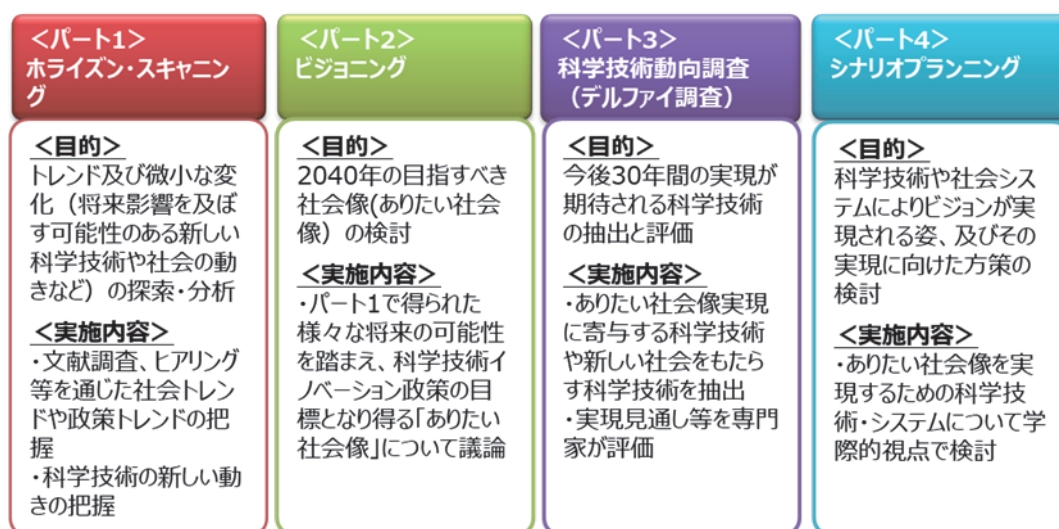 <パート1>
ホライズン・スキャニン
グ
<目的>
トレンド及び微小な変
化（将来影響を及ぼ
す可能性のある新しい
科学技術や社会の動
きなど）の探索・分析
<実施内容>
・文献調査、ヒアリング
等を通じた社会トレン
ドや政策トレンドの把
握
・科学技術の新しい動
きの把握
<パート2>
ビジョニング
<目的>
2040年の目指すべき
社会像(ありたい社会
像）の検討
<実施内容>
・パート1で得られた
様々な将来の可能性
を踏まえ、科学技術イ
ノベーション政策の目
標となり得る「ありたい
社会像」について議論
<パート3>
科学技術動向調査
（デルファイ調査）
<目的>
今後30年間の実現が
期待される科学技術
の抽出と評価
<実施内容>
・ありたい社会像実現
に寄与する科学技術
や新しい社会をもたら
す科学技術を抽出
・実現見通し等を専門
家が評価
<パート4>
シナリオプランニング
<目的>
科学技術や社会シス
テムによりビジョンが実
現される姿、及びその
実現に向けた方策の
検討
<実施内容>
・ありたい社会像を実
現するための科学技
術・システムについて学
際的視点で検討